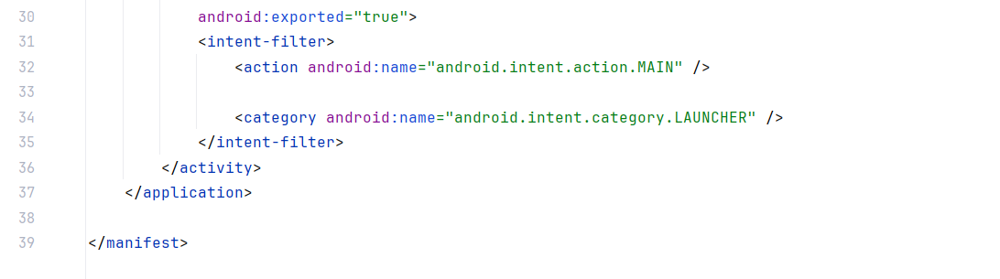 30 android:exported="true">
31 <intent-filter>
32 <action android:name="android.intent.action.MAIN" />
33
34 <category android:name="android.intent.category.LAUNCHER" />
35 </intent-filter>
36 </activity>
37 </application>
38
39 </manifest>